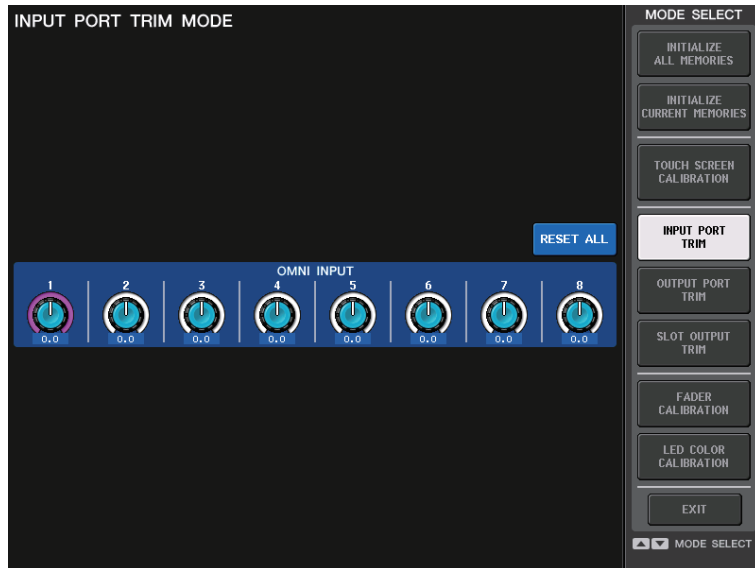 INPUT PORT TRIM MODE
RESET ALL
OMNI INPUT
1 2 3 4 5 6 7 8
0.0 0.0 0.0 0.0 0.0 0.0 0.0 0.0
MODE SELECT
INITIALIZE
ALL MEMORIES
INITIALIZE
CURRENT MEMORIES
TOUCH SCREEN
CALIBRATION
INPUT PORT
TRIM
OUTPUT PORT
TRIM
SLOT OUTPUT
TRIM
FADER
CALIBRATION
LED COLOR
CALIBRATION
EXIT
MODE SELECT